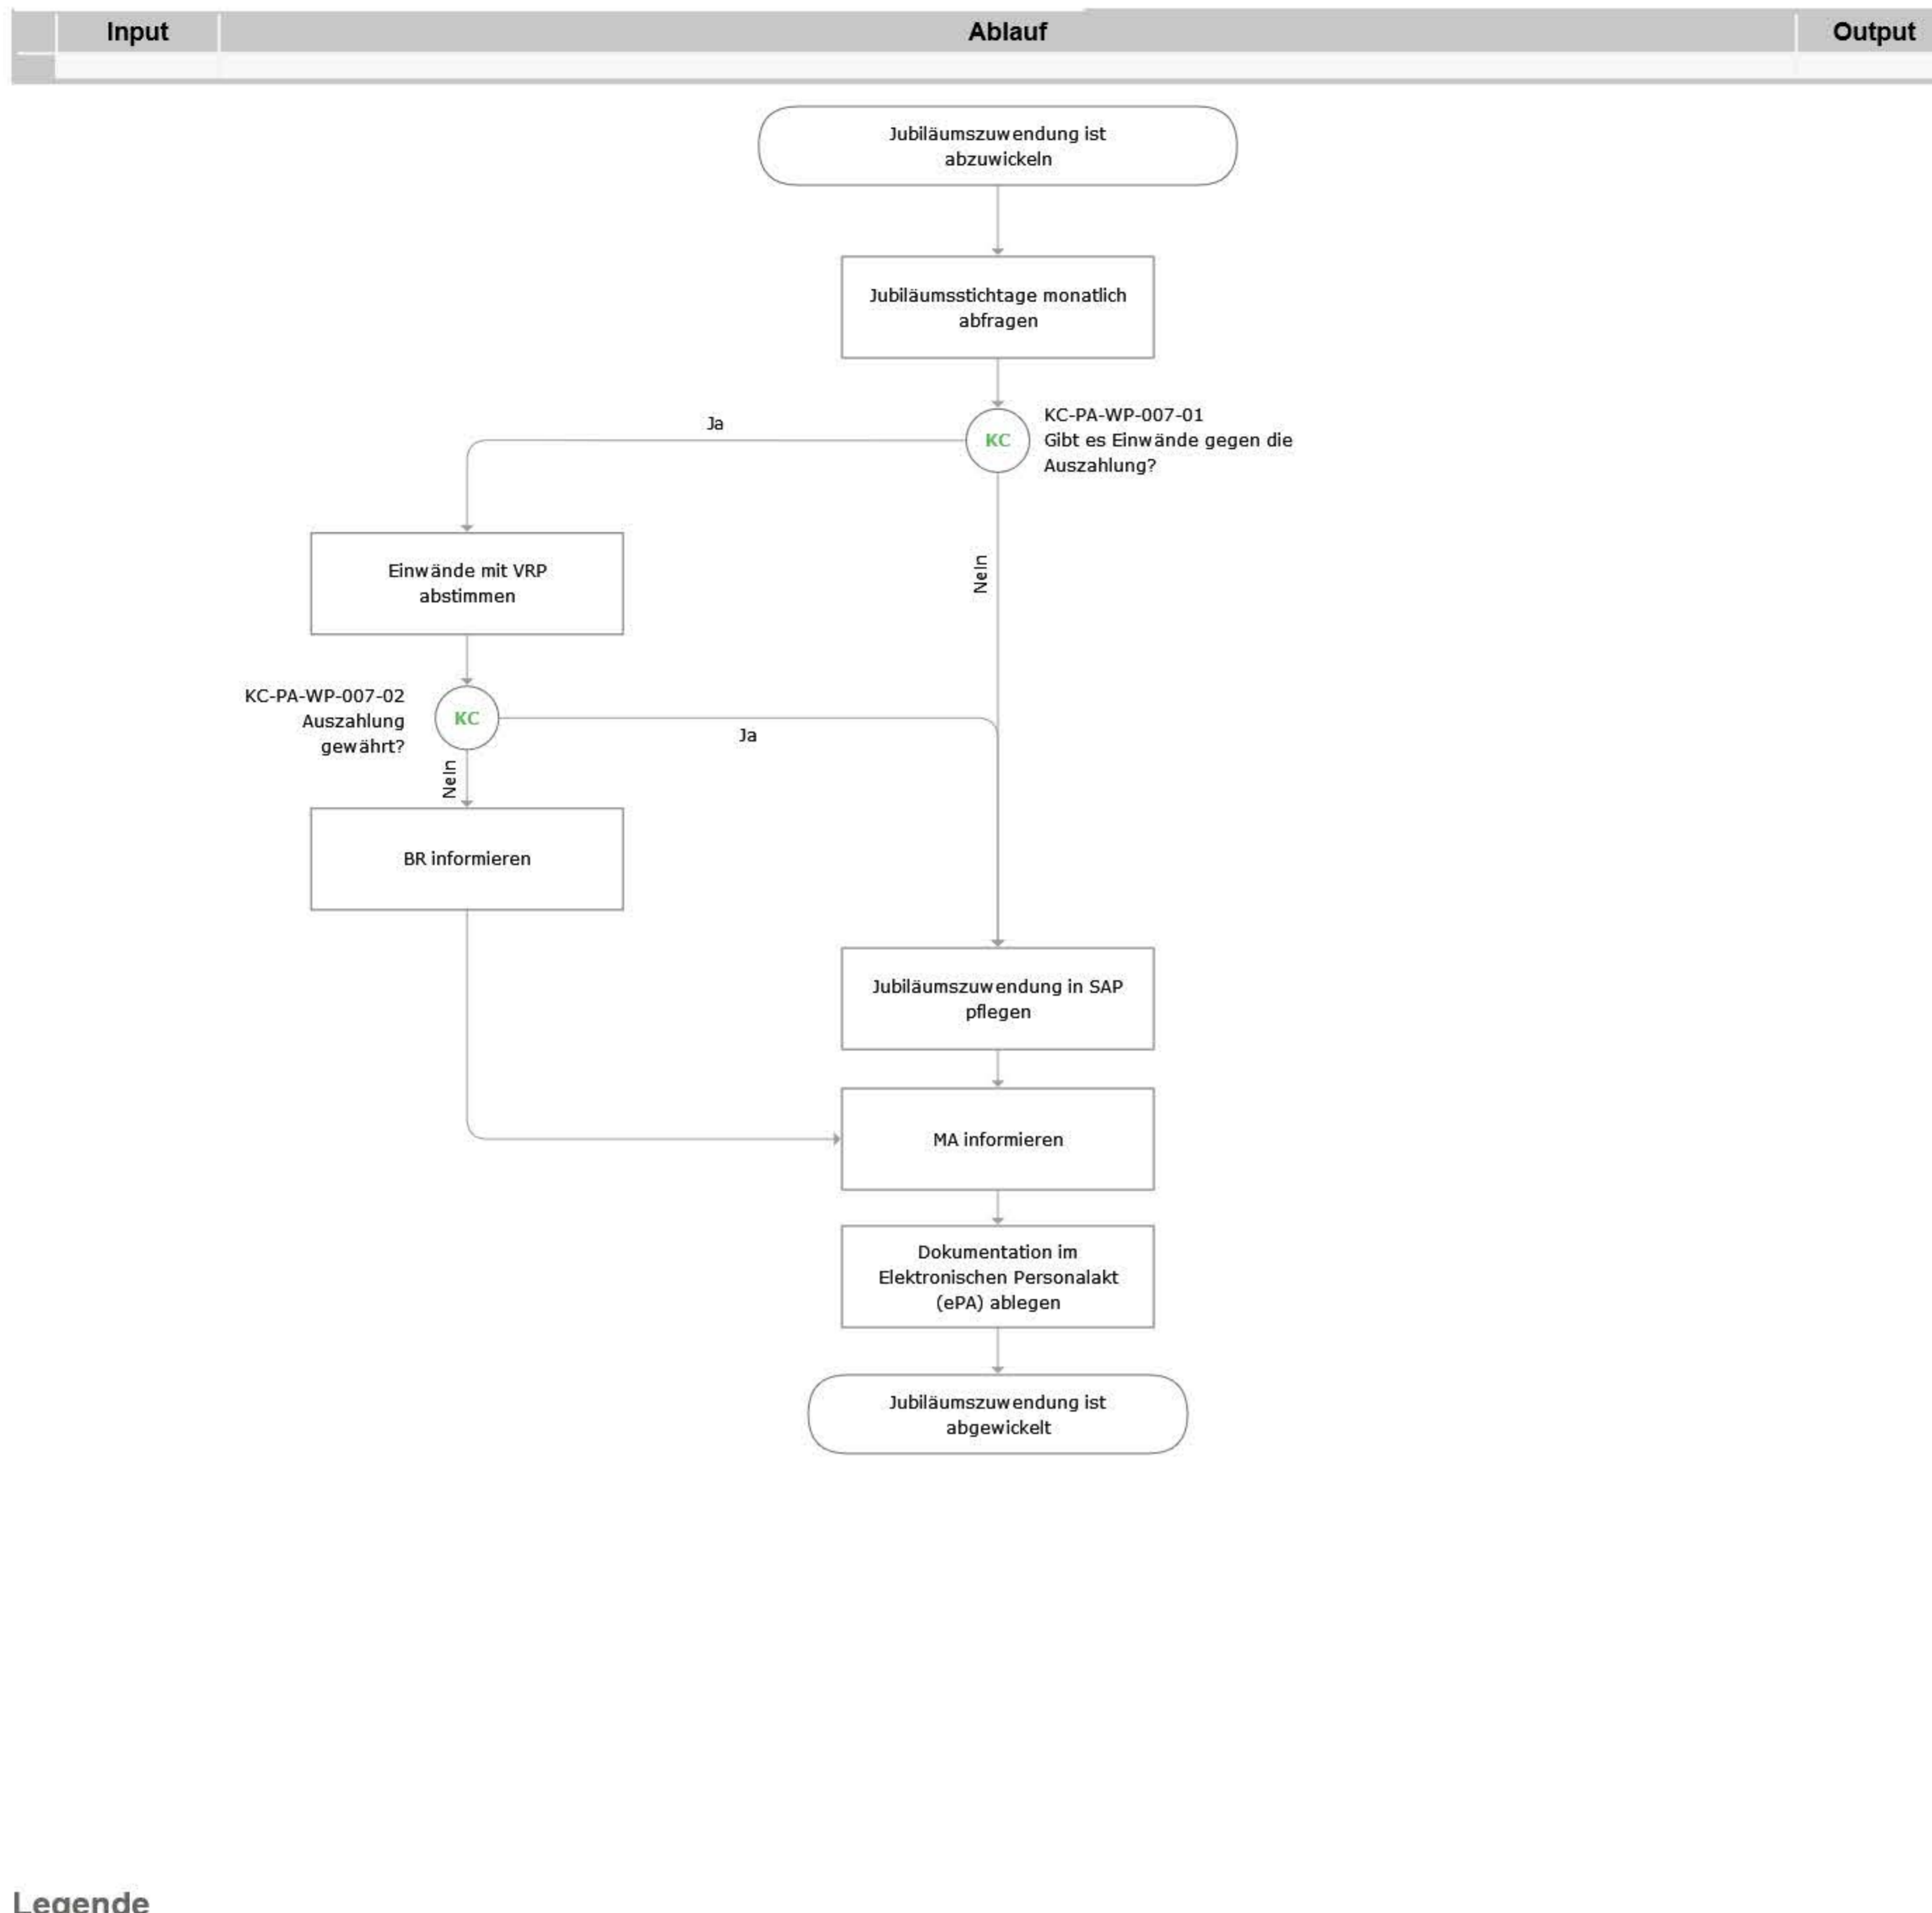 Input
Ablauf
Output
Jubiläumszuwendung ist
abzuwickeln
Jubiläumsstichtage monatlich
abfragen
KC
KC-PA-WP-007-01
Gibt es Einwände gegen die
Auszahlung?
Ja
Nein
Einwände mit VRP
abstimmen
KC-PA-WP-007-02
Auszahlung
gewährt?
KC
Ja
Nein
BR informieren
Jubiläumszuwendung in SAP
pflegen
MA informieren
Dokumentation im
Elektronischen Personalakt
(ePA) ablegen
Jubiläumszuwendung ist
abgewickelt
Legende